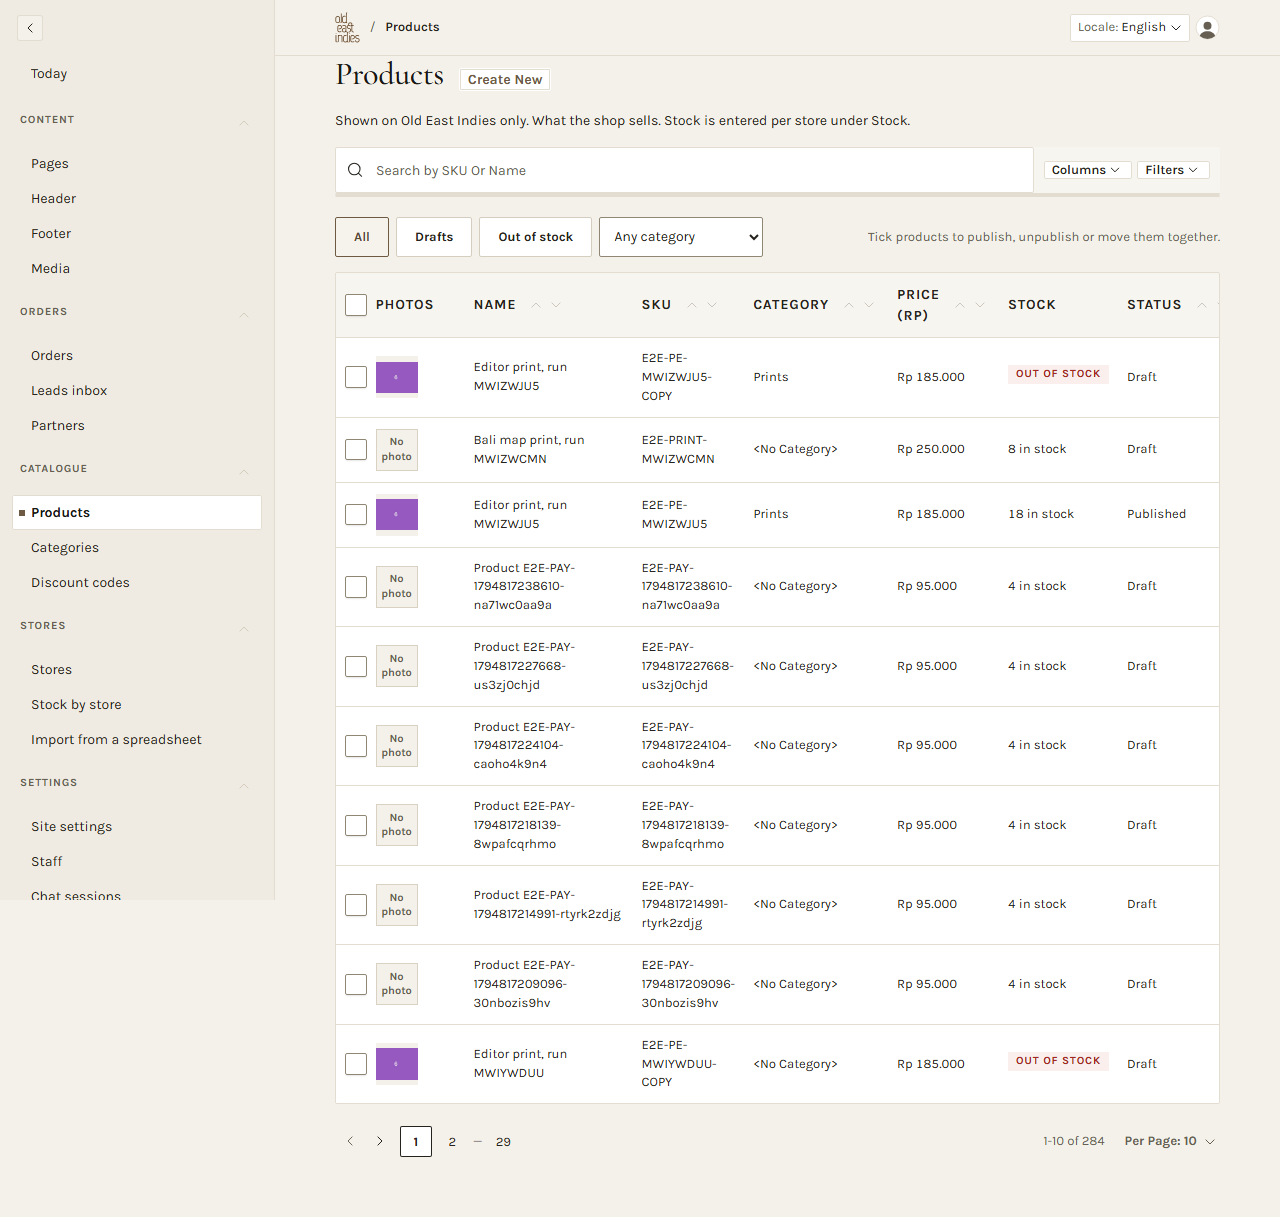 old
east
indies
/ Products
Locale: English
Today
CONTENT
Pages
Header
Footer
Media
ORDERS
Orders
Leads inbox
Partners
CATALOGUE
Products
Categories
Discount codes
STORES
Stores
Stock by store
Import from a spreadsheet
SETTINGS
Site settings
Staff
Chat sessions
Products
Create New
Shown on Old East Indies only. What the shop sells. Stock is entered per store under Stock.
Search by SKU Or Name
Columns
Filters
All
Drafts
Out of stock
Any category
Tick products to publish, unpublish or move them together.
PHOTOS NAME SKU CATEGORY PRICE (RP) STOCK STATUS
Editor print, run MWIZWJU5 E2E-PE-MWIZWJU5-COPY Prints Rp 185.000 OUT OF STOCK Draft
No photo Bali map print, run MWIZWCMN E2E-PRINT-MWIZWCMN <No Category> Rp 250.000 8 in stock Draft
Editor print, run MWIZWJU5 E2E-PE-MWIZWJU5 Prints Rp 185.000 18 in stock Published
No photo Product E2E-PAY-1794817238610-na71wc0aa9a E2E-PAY-1794817238610-na71wc0aa9a <No Category> Rp 95.000 4 in stock Draft
No photo Product E2E-PAY-1794817227668-us3zj0chjd E2E-PAY-1794817227668-us3zj0chjd <No Category> Rp 95.000 4 in stock Draft
No photo Product E2E-PAY-1794817224104-caoho4k9n4 E2E-PAY-1794817224104-caoho4k9n4 <No Category> Rp 95.000 4 in stock Draft
No photo Product E2E-PAY-1794817218139-8wpafcqrhmo E2E-PAY-1794817218139-8wpafcqrhmo <No Category> Rp 95.000 4 in stock Draft
No photo Product E2E-PAY-1794817214991-rtyrk2zdjg E2E-PAY-1794817214991-rtyrk2zdjg <No Category> Rp 95.000 4 in stock Draft
No photo Product E2E-PAY-1794817209096-30nbozis9hv E2E-PAY-1794817209096-30nbozis9hv <No Category> Rp 95.000 4 in stock Draft
Editor print, run MWIYWDUU E2E-PE-MWIYWDUU-COPY <No Category> Rp 185.000 OUT OF STOCK Draft
1 2 — 29
1-10 of 284
Per Page: 10